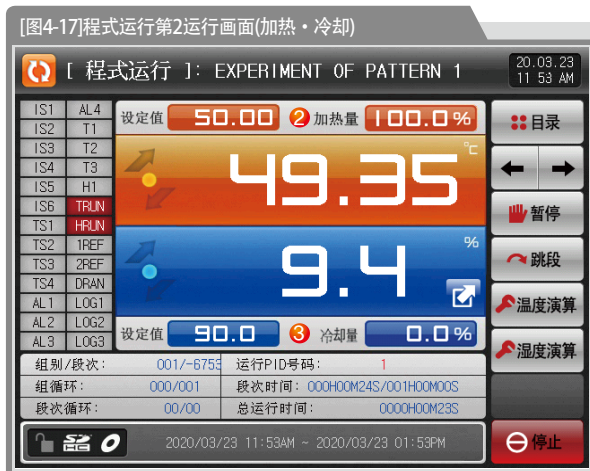 [图4-17]程式运行第2运行画面(加热・冷却)
[ 程式运行 ]: EXPERIMENT OF PATTERN 1
20.03.23
11 53 AM
IS1 AL4
IS2 T1
IS3 T2
IS4 T3
IS5 H1
IS6 TRUN
TS1 HRUN
TS2 1REF
TS3 2REF
TS4 DRAN
AL1 LOG1
AL2 LOG2
AL3 LOG3
设定值 50.00 2 加热量 100.0 %
℃
49.35
%
9.4
设定值 90.0 3 冷却量 0.0 %
目录
暂停
跳段
温度演算
湿度演算
停止
组别/段次: 001/-6753 运行PID号码: 1
组循环: 000/001 段次时间: 000H00M24S/001H00M00S
段次循环: 00/00 总运行时间: 0000H00M23S
SD HC 0 2020/03/23 11:53AM ~ 2020/03/23 01:53PM